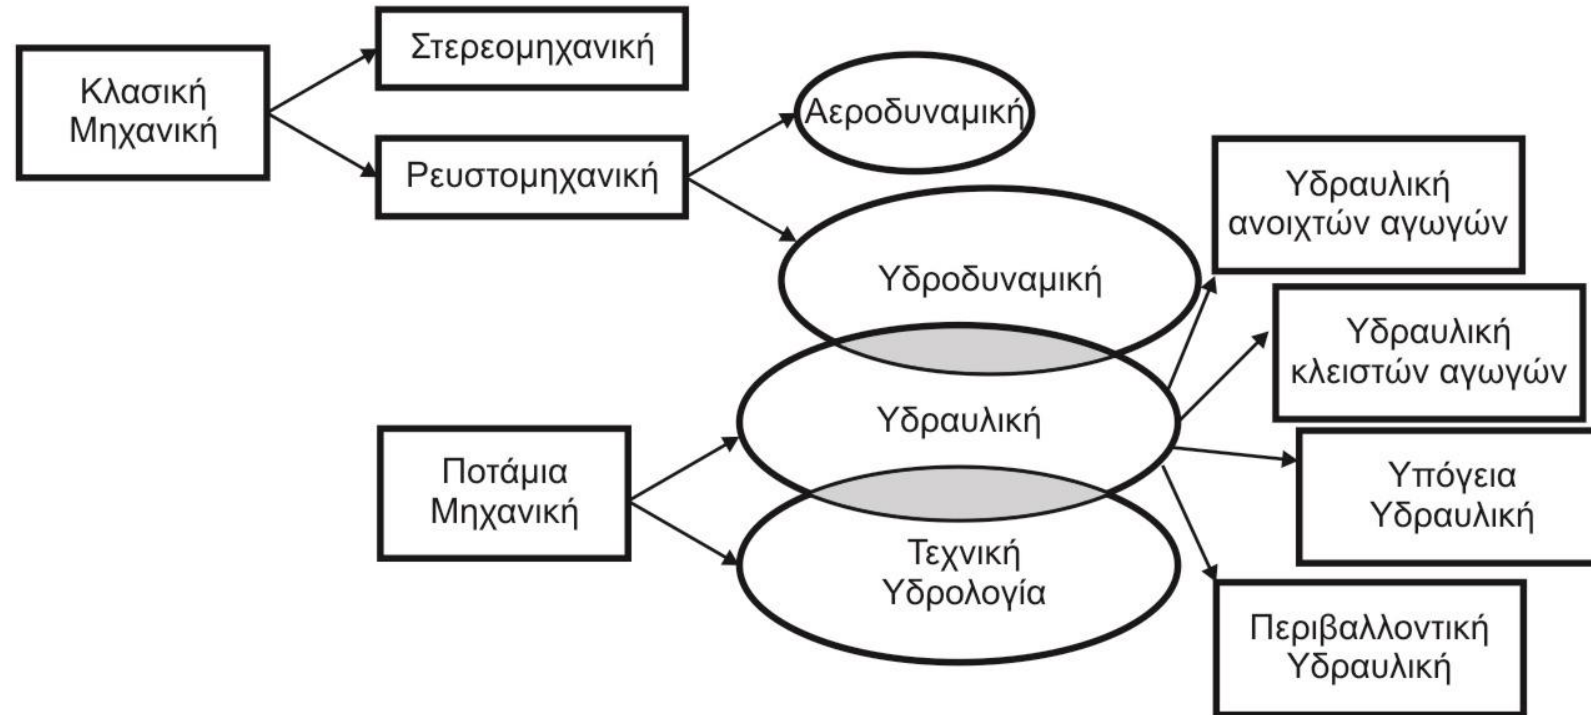 Κλασική
Μηχανική
Στερεομηχανική
Ρευστομηχανική
Αεροδυναμική
Υδροδυναμική
Υδραυλική
ανοιχτών αγωγών
Υδραυλική
κλειστών αγωγών
Υδραυλική
Ποτάμια
Μηχανική
Υπόγεια
Υδραυλική
Τεχνική
Υδρολογία
Περιβαλλοντική
Υδραυλική